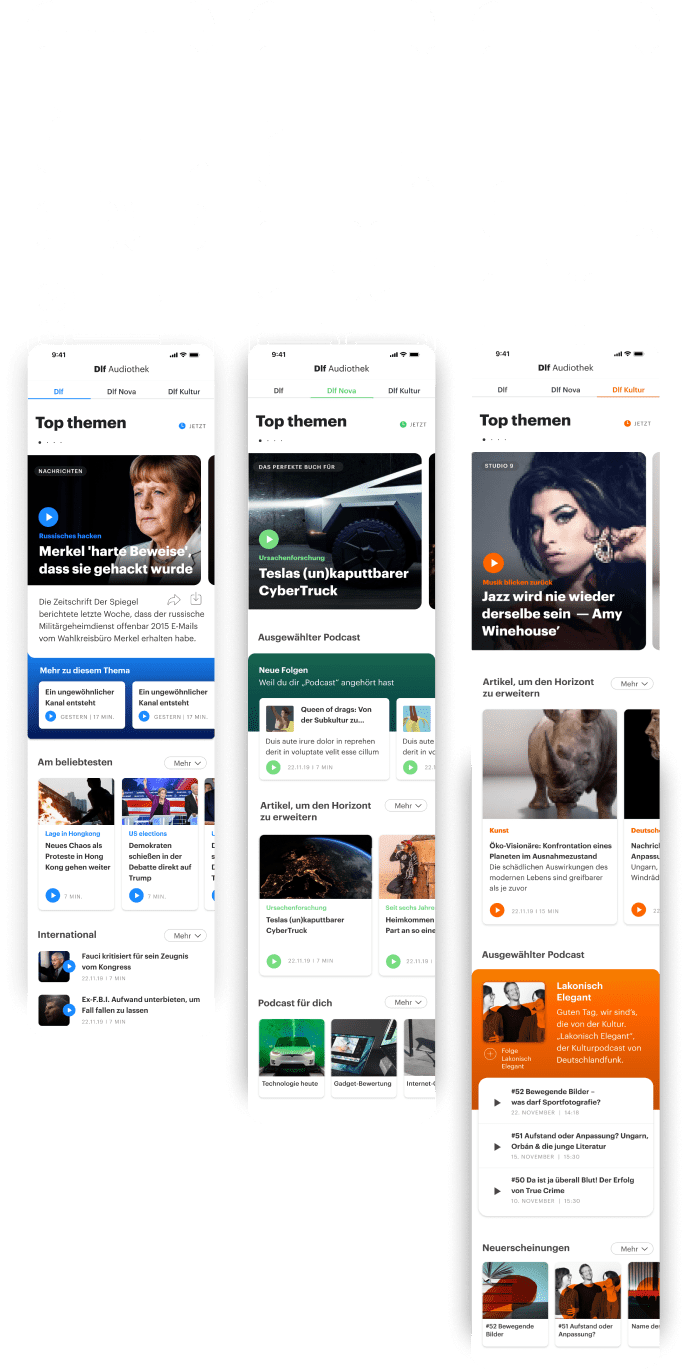 9:41
Dlf Audiothek
Dlf
Dlf Nova
Dlf Kultur
Top themen
JETZT
NACHRICHTEN
Russisches hacken
Merkel 'harte Beweise',
dass sie gehackt wurde
Die Zeitschrift Der Spiegel
berichtete letzte Woche, dass der russische
Militärgeheimdienst offenbar 2015 E-Mails
vom Wahlkreisbüro Merkel erhalten habe.
Mehr zu diesem Thema
Ein ungewöhnlicher
Kanal entsteht
GESTERN | 17 MIN.
Ein ungewöhnlicher
Kanal entsteht
GESTERN | 17 MIN.
Am beliebtesten
Mehr
Lage in Hongkong
Neues Chaos als
Proteste in Hong
Kong gehen weiter
7 MIN.
US elections
Demokraten
schießen in der
Debatte direkt auf
Trump
7 MIN.
International
Mehr
Fauci kritisiert für sein Zeugnis
vom Kongress
22.11.19 I 7 MIN
Ex-F.B.I. Aufwand unterbieten, um
Fall fallen zu lassen
22.11.19 I 7 MIN
9:41
Dlf Audiothek
Dlf
Dlf Nova
Dlf Kultur
Top themen
JETZT
DAS PERFEKTE BUCH FÜR
Ursachenforschung
Teslas (un)kaputtbarer
CyberTruck
Ausgewählter Podcast
Neue Folgen
Weil du dir „Podcast" angehört hast
Queen of drags: Von
der Subkultur zu...
Duis aute irure dolor in reprehen
derit in voluptate velit esse cillum
22.11.19 I 7 MIN
Duis aute
derit in vo
22.1
Artikel, um den Horizont
zu erweitern
Mehr
Ursachenforschung
Teslas (un)kaputtbarer
CyberTruck
22.11.19 I 7 MIN
Seit sechs Jahre
Heimkommen
Part an so eine
22.11.19 I
Podcast für dich
Mehr
Technologie heute
Gadget-Bewertung
Internet-
9:41
Dlf Audiothek
Dlf
Dlf Nova
Dlf Kultur
Top themen
JETZT
STUDIO 9
Musik blicken zurück
Jazz wird nie wieder
derselbe sein — Amy
Winehouse’
Artikel, um den Horizont
zu erweitern
Mehr
Kunst
Öko-Visionäre: Konfrontation eines
Planeten im Ausnahmezustand
Die schädlichen Auswirkungen des
modernen Lebens sind greifbarer
als je zuvor
22.11.19 I 15 MIN
Deutsche
Nachric
Anpassu
Ungarn,
Windräd
22
Ausgewählter Podcast
Lakonisch
Elegant
Guten Tag, wir sind’s,
die von der Kultur.
„Lakonisch Elegant",
der Kulturpodcast von
Deutschlandfunk.
Folge
Lakonisch
Elegant
#52 Bewegende Bilder –
was darf Sportfotografie?
22. NOVEMBER | 14:18
#51 Aufstand oder Anpassung? Ungarn,
Orbán & die junge Literatur
15. NOVEMBER | 15:30
#50 Da ist ja überall Blut! Der Erfolg
von True Crime
10. NOVEMBER | 15:30
Neuerscheinungen
Mehr
#52 Bewegende
Bilder
#51 Aufstand oder
Anpassung?
Name de